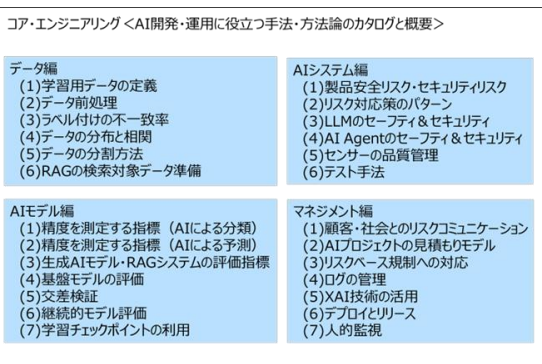 コア・エンジニアリング＜AI開発・運用に役立つ手法・方法論のカタログと概要＞
データ編
(1)学習用データの定義
(2)データ前処理
(3)ラベル付けの不一致率
(4)データの分布と相関
(5)データの分割方法
(6)RAGの検索対象データ準備
AIシステム編
(1)製品安全リスク・セキュリティリスク
(2)リスク対応策のパターン
(3)LLMのセーフティ＆セキュリティ
(4)AI Agentのセーフティ＆セキュリティ
(5)センサーの品質管理
(6)テスト手法
AIモデル編
(1)精度を測定する指標（AIによる分類）
(2)精度を測定する指標（AIによる予測）
(3)生成AIモデル・RAGシステムの評価指標
(4)基盤モデルの評価
(5)交差検証
(6)継続的モデル評価
(7)学習チェックポイントの利用
マネジメント編
(1)顧客・社会とのリスクコミュニケーション
(2)AIプロジェクトの見積もりモデル
(3)リスクベース規制への対応
(4)ログの管理
(5)XAI技術の活用
(6)デプロイとリリース
(7)人的監視